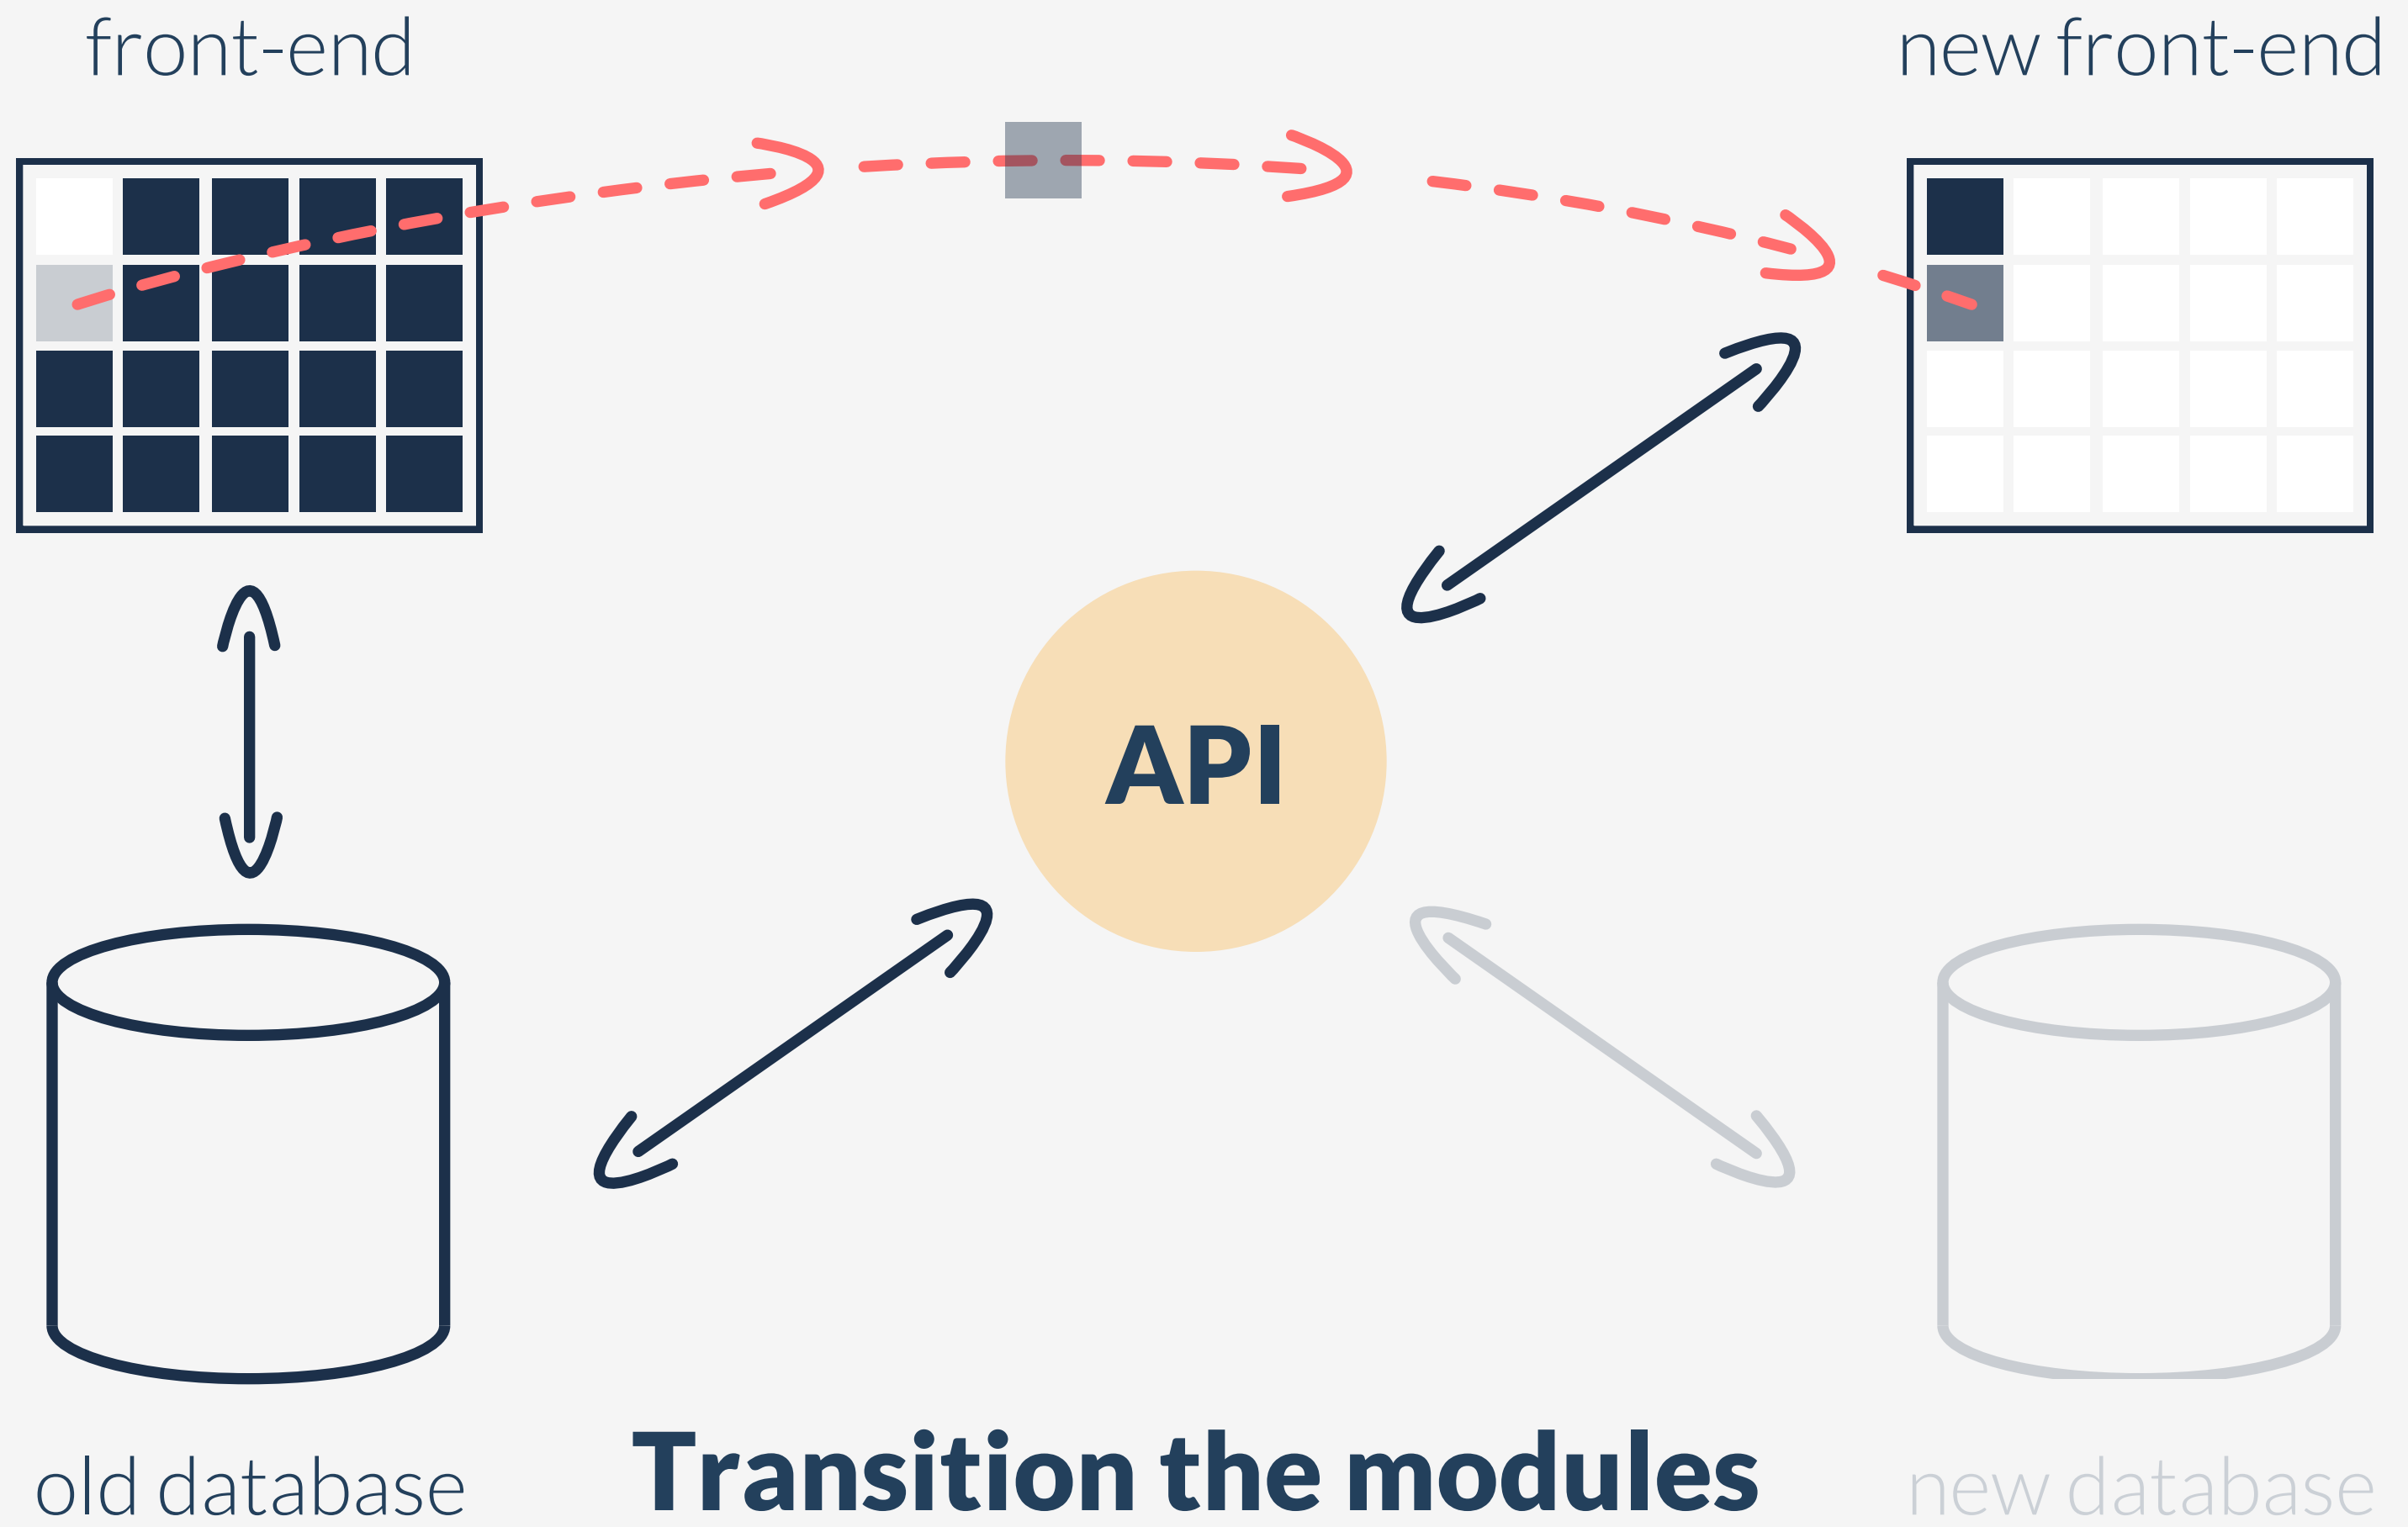 front-end
new front-end
API
old database
Transition the modules
new database